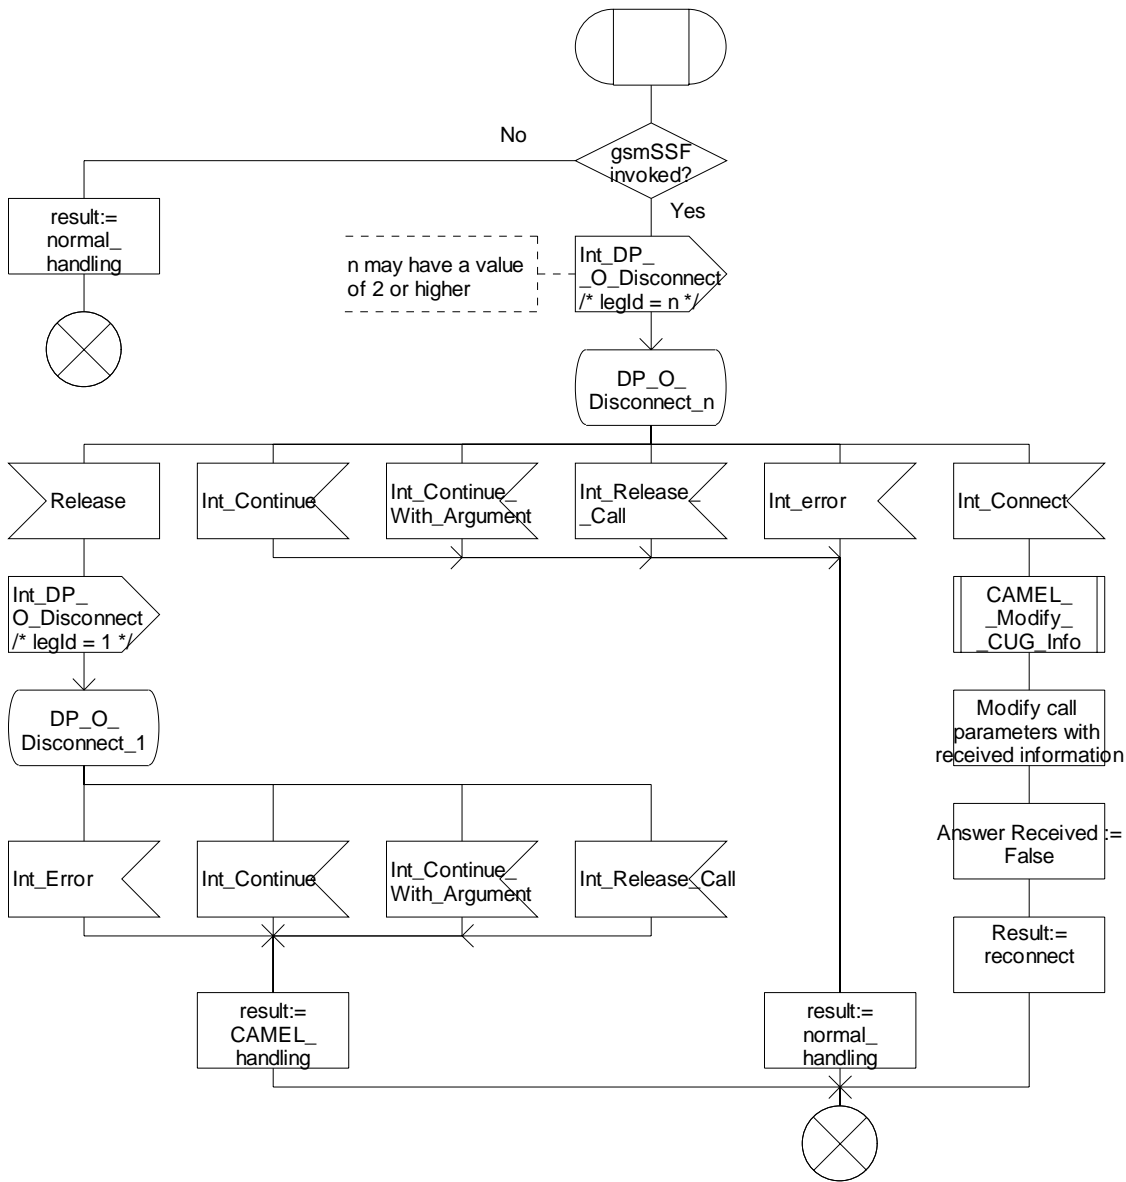 No
gsmSSF
invoked?
Yes
result:=
normal_
handling
n may have a value
of 2 or higher
Int_DP_
_O_Disconnect
/* legId = n */
DP_O_
Disconnect_n
Release
Int_Continue
Int_Continue_
With_Argument
Int_Release_
_Call
Int_error
Int_Connect
Int_DP_
O_Disconnect
/* legId = 1 */
CAMEL_
_Modify_
_CUG_Info
DP_O_
Disconnect_1
Modify call
parameters with
received information
Answer Received :=
False
Int_Error
Int_Continue
Int_Continue_
With_Argument
Int_Release_Call
Result:=
reconnect
result:=
CAMEL_
handling
result:=
normal_
handling